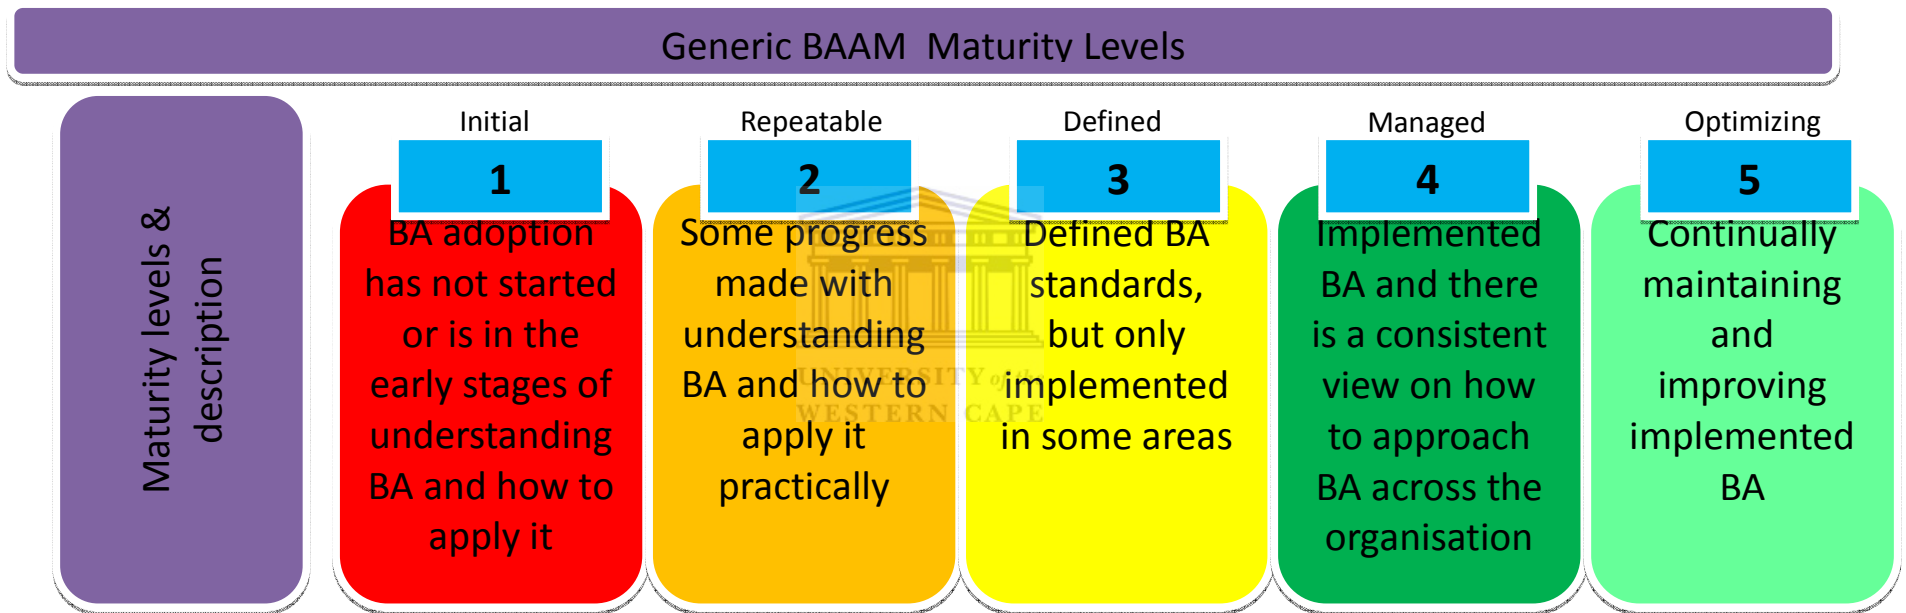 Generic BAAM Maturity Levels
Maturity levels &
description
Initial
1
BA adoption
has not started
or is in the
early stages of
understanding
BA and how to
apply it
Repeatable
2
Some progress
made with
understanding
BA and how to
apply it
practically
Defined
3
Defined BA
standards,
but only
implemented
in some areas
Managed
4
Implemented
BA and there
is a consistent
view on how
to approach
BA across the
organisation
Optimizing
5
Continually
maintaining
and
improving
implemented
BA
UNIVERSITY of the
WESTERN CAPE